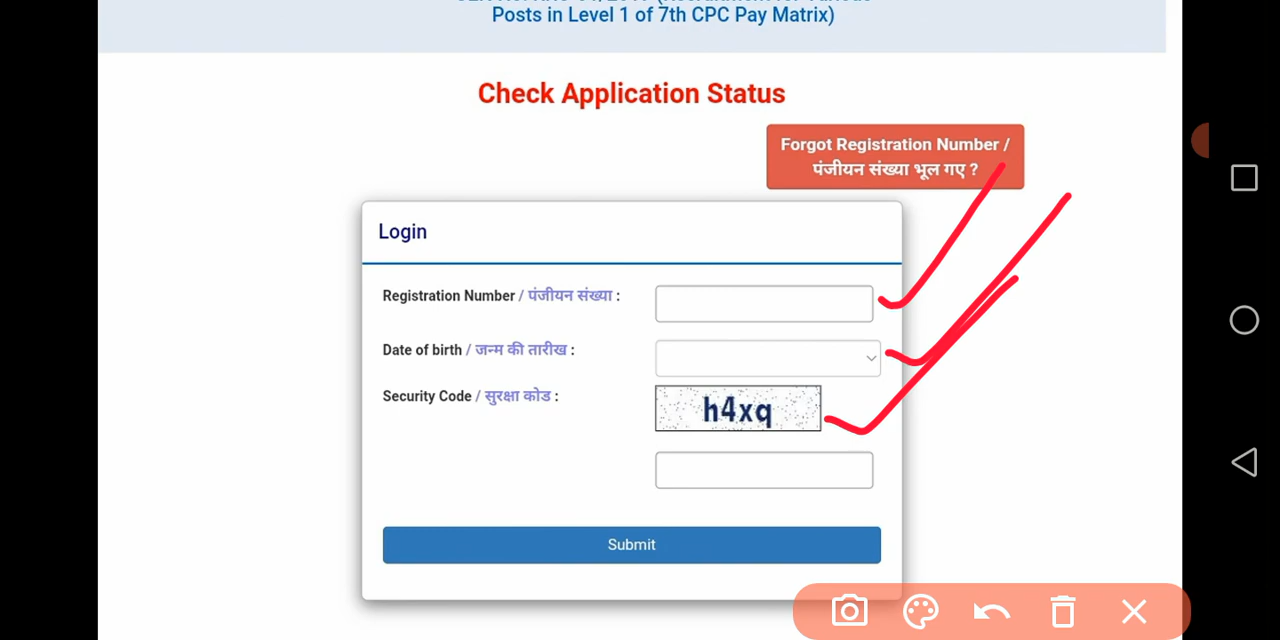 Posts in Level 1 of 7th CPC Pay Matrix)
Check Application Status
Forgot Registration Number /
पंजीयन संख्या भूल गए ?
Login
Registration Number / पंजीयन संख्या :
Date of birth / जन्म की तारीख :
Security Code / सुरक्षा कोड :
h4xq
Submit